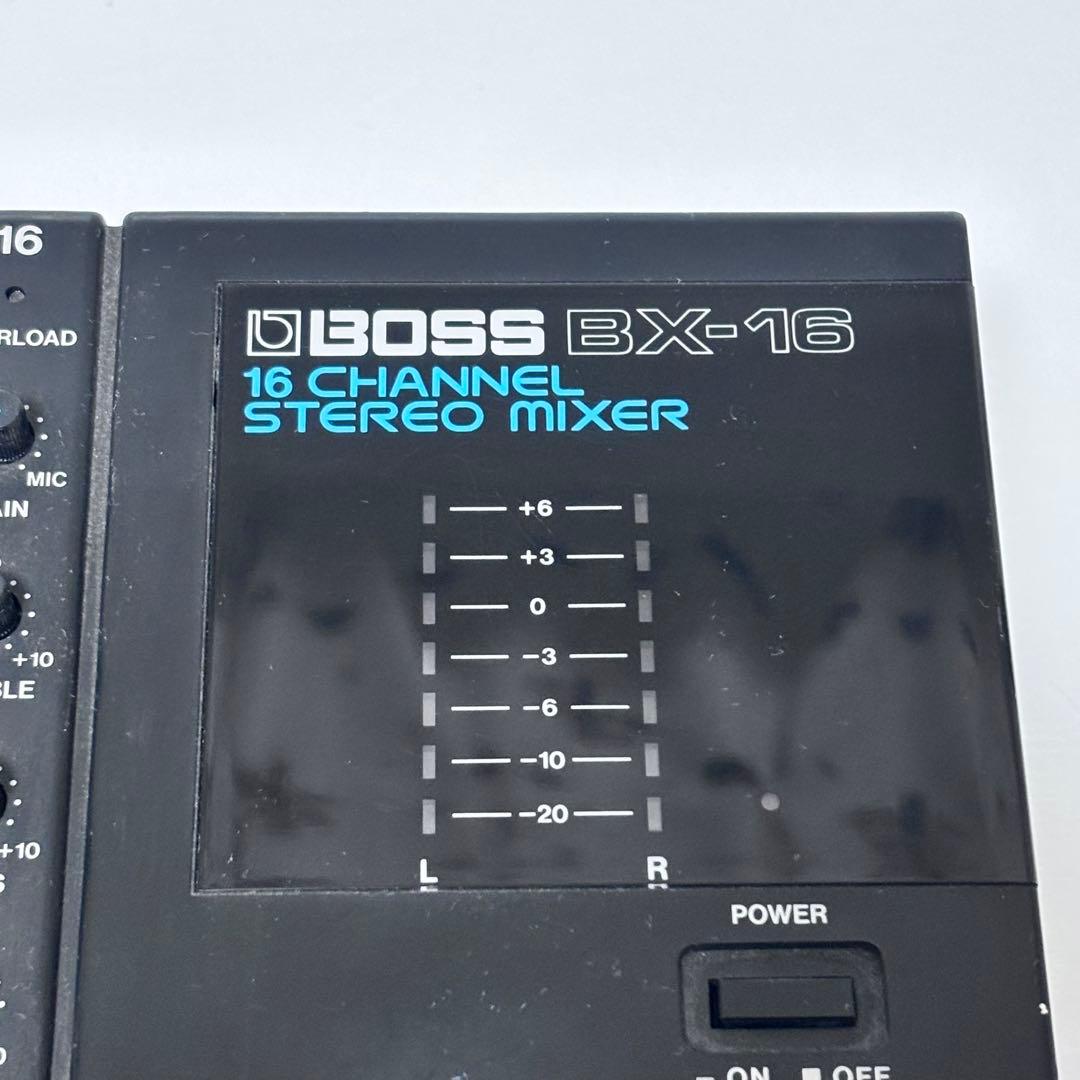 16
RLOAD
MIC
AIN
+10
BLE
+10
S
BOSS BX-16
16 CHANNEL
STEREO MIXER
+6
+3
0
-3
-6
-10
-20
L R
POWER
ON OFF